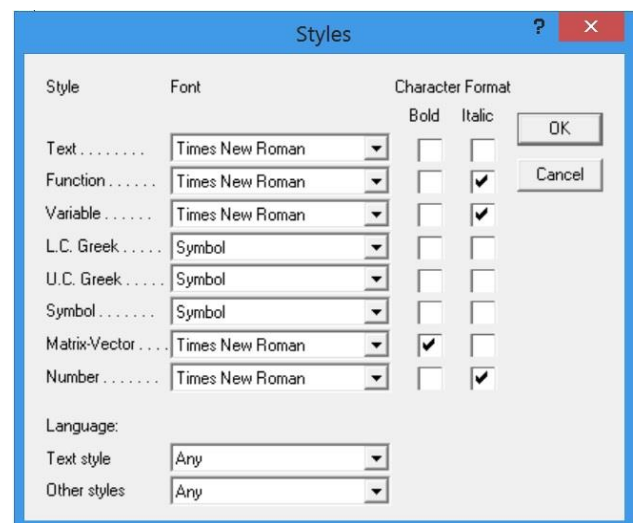 Styles ?
Style Font Character Format
Bold Italic
OK
Text . . . . . . . . Times New Roman
Function . . . . . . Times New Roman
Cancel
Variable . . . . . . Times New Roman
L.C. Greek . . . . . Symbol
U.C. Greek . . . . . Symbol
Symbol . . . . . . . Symbol
Matrix-Vector . . . . Times New Roman
Number . . . . . . . Times New Roman
Language:
Text style Any
Other styles Any